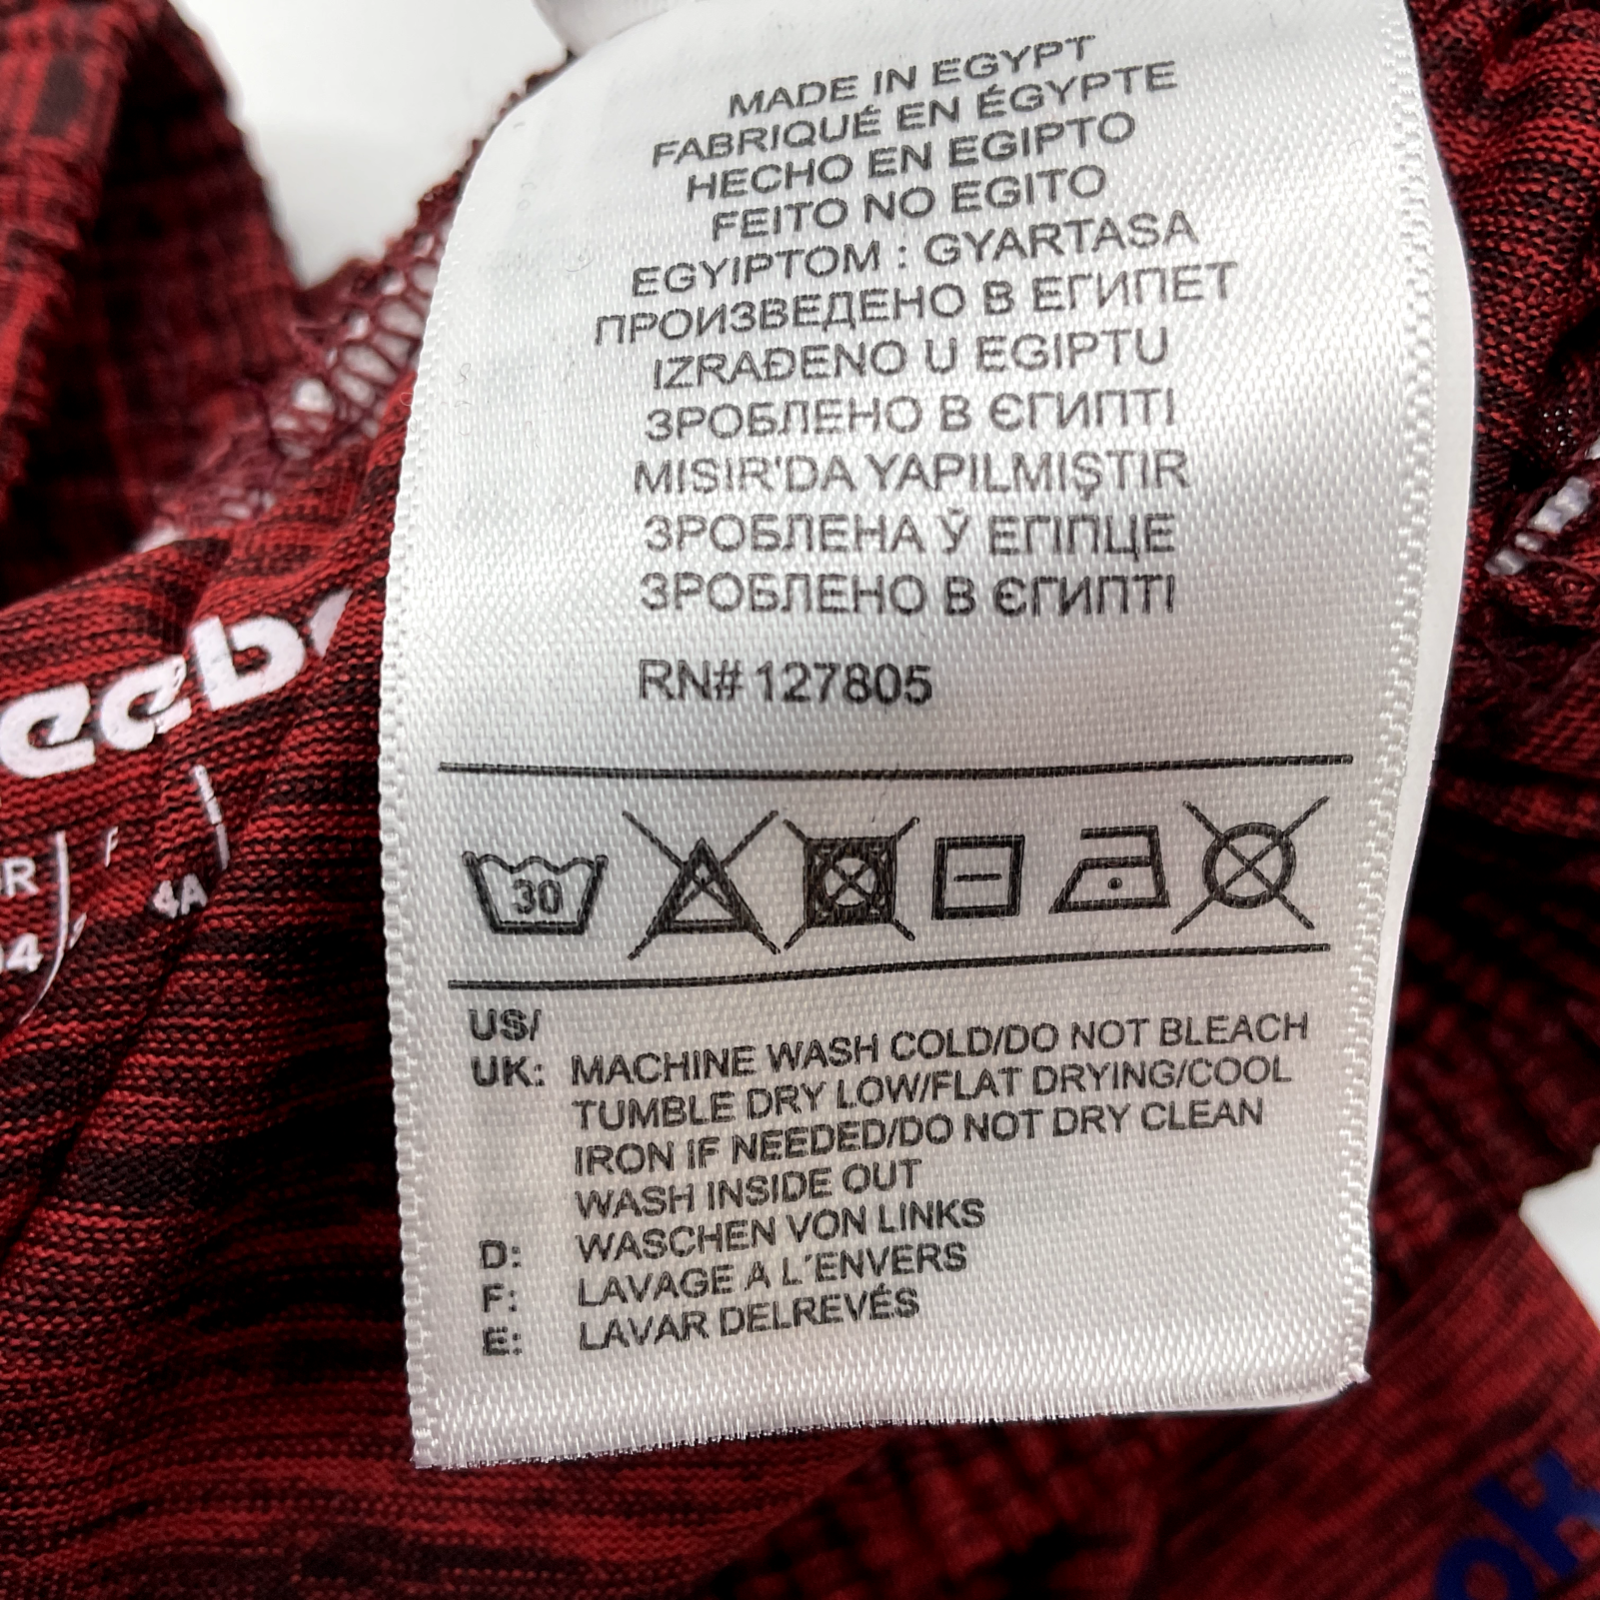 MADE IN EGYPT
FABRIQUÉ EN ÉGYPTE
HECHO EN EGIPTO
FEITO NO EGITO
EGYIPTOM : GYARTASA
ПРОИЗВЕДЕНО В ЕГИПЕТ
IZRAĐENO U EGIPTU
ЗРОБЛЕНО В ЄГИПТІ
MISIR'DA YAPILMIŞTIR
ЗРОБЛЕНА Ў ЕГІПЦЕ
ЗРОБЛЕНО В ЄГИПТІ
RN# 127805
30
US/
UK: MACHINE WASH COLD/DO NOT BLEACH
TUMBLE DRY LOW/FLAT DRYING/COOL
IRON IF NEEDED/DO NOT DRY CLEAN
WASH INSIDE OUT
D: WASCHEN VON LINKS
F: LAVAGE A L´ENVERS
E: LAVAR DELREVÉS